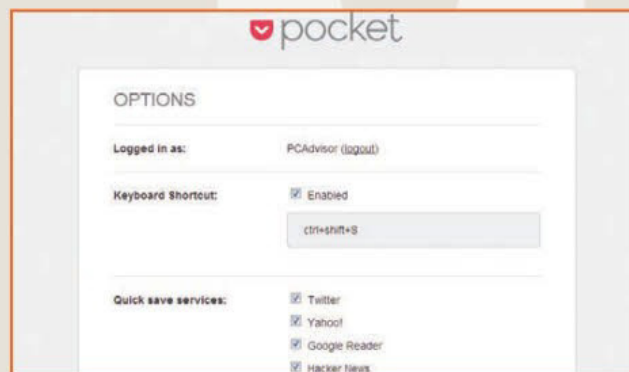 pocket
OPTIONS
Logged in as: PCAdvisor (logout)
Keyboard Shortcut: Enabled
ctrl+shift+S
Quick save services: Twitter
Yahoo!
Google Reader
Hacker News